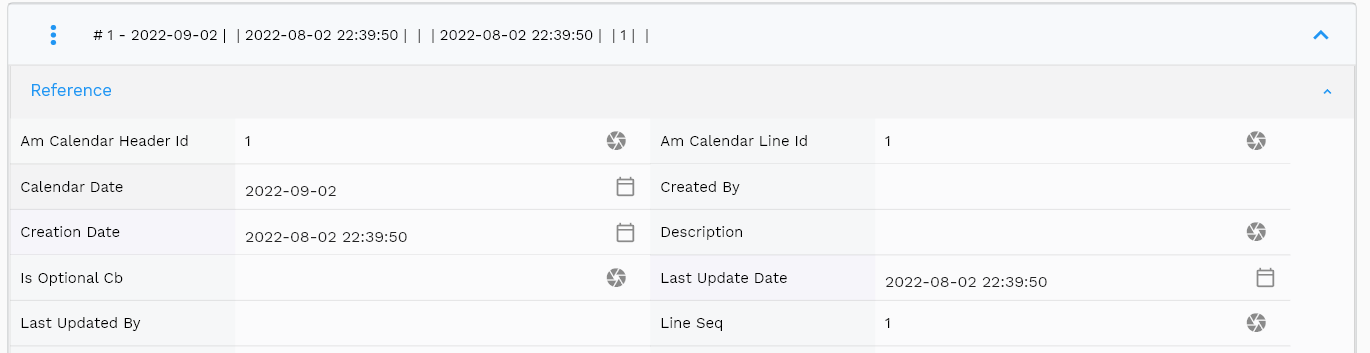 # 1 - 2022-09-02 | | 2022-08-02 22:39:50 | | | 2022-08-02 22:39:50 | | 1 | |
Reference
Am Calendar Header Id 1 Am Calendar Line Id 1
Calendar Date 2022-09-02 Created By
Creation Date 2022-08-02 22:39:50 Description
Is Optional Cb Last Update Date 2022-08-02 22:39:50
Last Updated By Line Seq 1